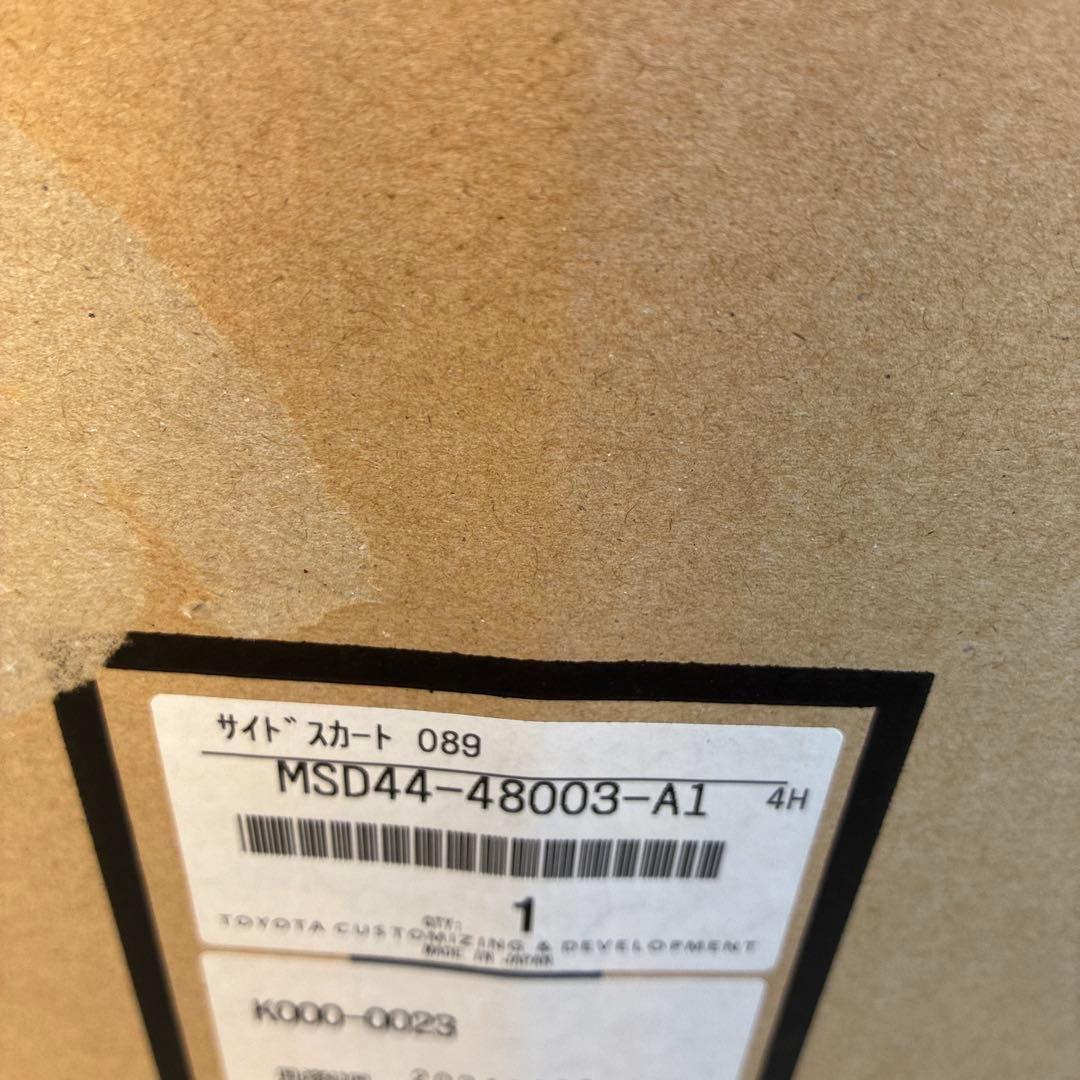 サイドスカート 089
MSD44-48003-A1 4H
QTY: 1
TOYOTA CUSTOMIZING & DEVELOPMENT
MADE IN JAPAN
K000-0023